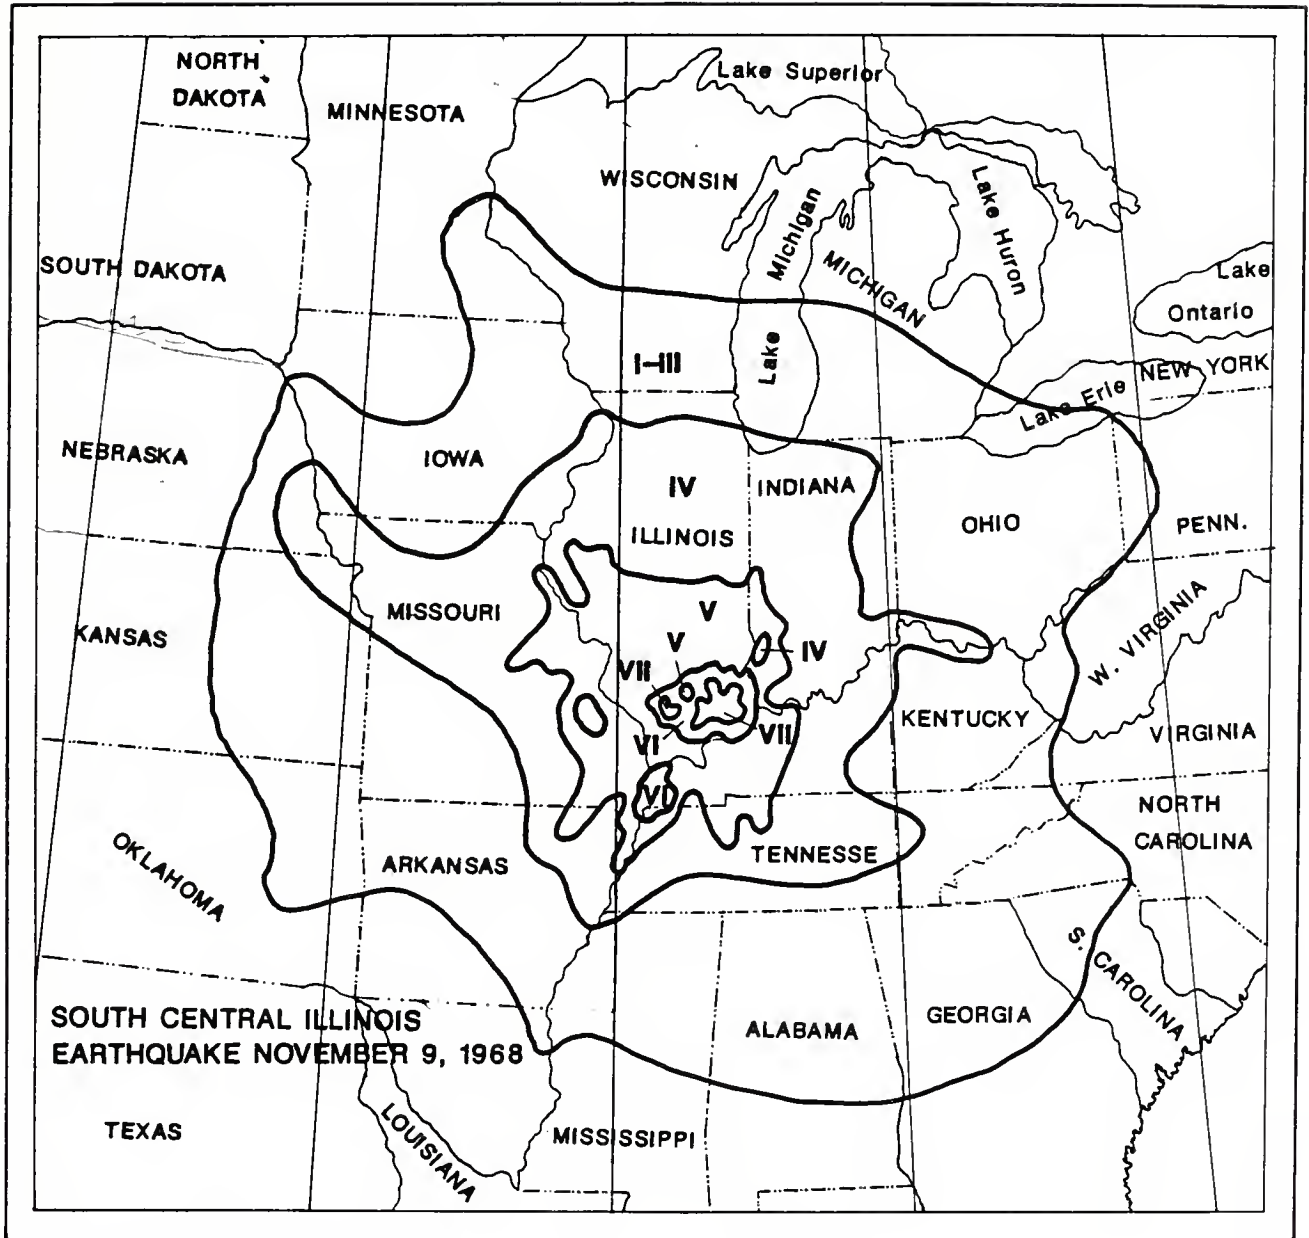 NORTH
DAKOTA
MINNESOTA
Lake Superior
WISCONSIN
Lake Michigan
Lake Huron
MICHIGAN
SOUTH DAKOTA
Lake
Ontario
I-III
NEW YORK
Lake Erie
NEBRASKA
IOWA
IV
INDIANA
ILLINOIS
OHIO
PENN.
MISSOURI
V
KANSAS
V
IV
W. VIRGINIA
VII
KENTUCKY
VII
VI
VIRGINIA
VI
NORTH
CAROLINA
OKLAHOMA
ARKANSAS
TENNESSE
S. CAROLINA
SOUTH CENTRAL ILLINOIS
EARTHQUAKE NOVEMBER 9, 1968
ALABAMA
GEORGIA
TEXAS
LOUISIANA
MISSISSIPPI